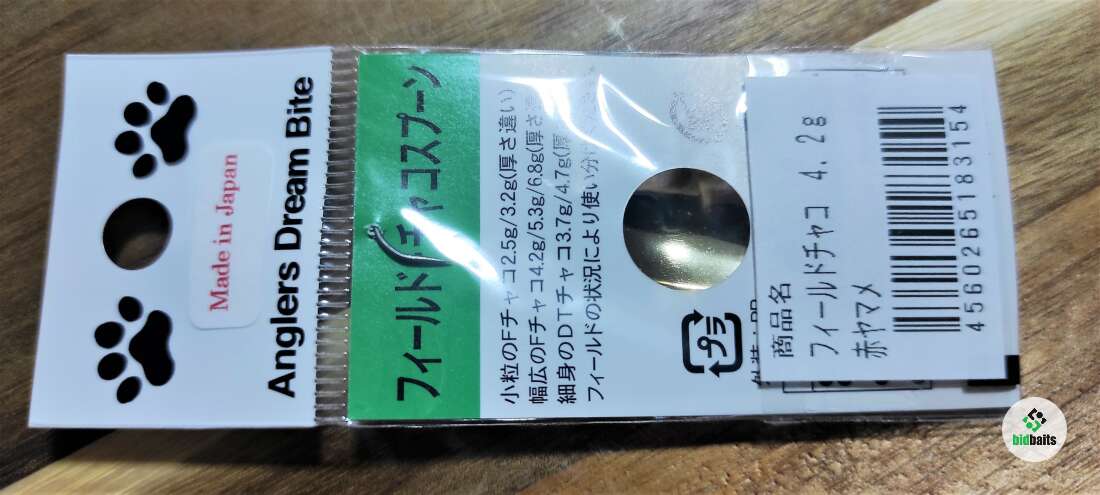 Made in Japan
Anglers Dream Bite
フィールドチャコスプーン
小粒のFチャコ2.5g/3.2g(厚さ違い)
幅広のFチャコ4.2g/5.3g/6.8g(厚さ
細身のDTチャコ3.7g/4.7g(厚
フィールドの状況により使い分け
プラ
商品名
フィールドチャコ 4.2g
赤ヤマメ
4560265183154
bidbaits